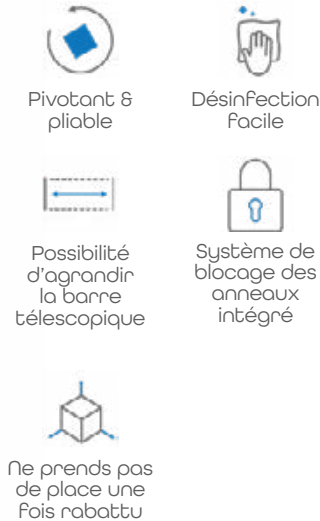 Pivotant &
pliable
Désinfection
facile
Possibilité
d'agrandir
la barre
télescopique
Système de
blocage des
anneaux
intégré
Ne prends pas
de place une
fois rabattu